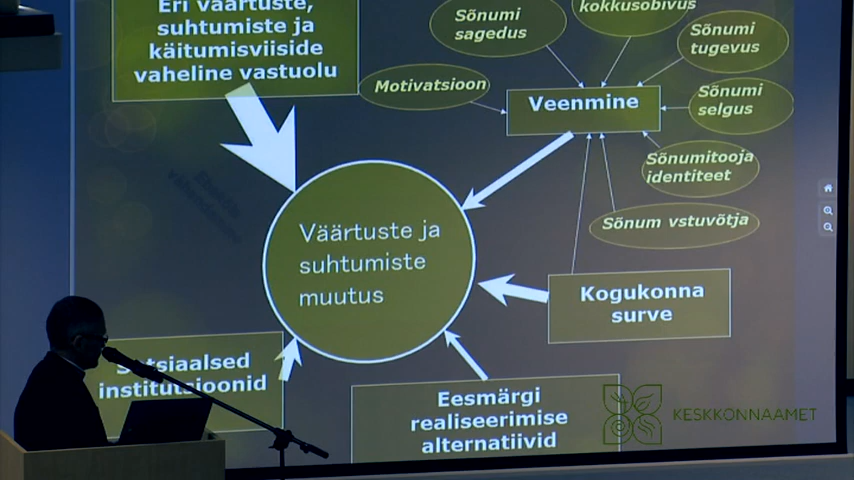 Eri väärtuste,
suhtumiste ja
käitumisviiside
vaheline vastuolu
Sõnumi
sagedus
kokkusobivus
Sõnumi
tugevus
Motivatsioon
Veenmine
Sõnumi
selgus
Sõnumitooja
identiteet
Sõnum vstuvõtja
Väärtuste ja
suhtumiste
muutus
Kogukonna
surve
Sotsiaalsed
institutsioonid
Eesmärgi
realiseerimise
alternatiivid
KESKKONNAAMET